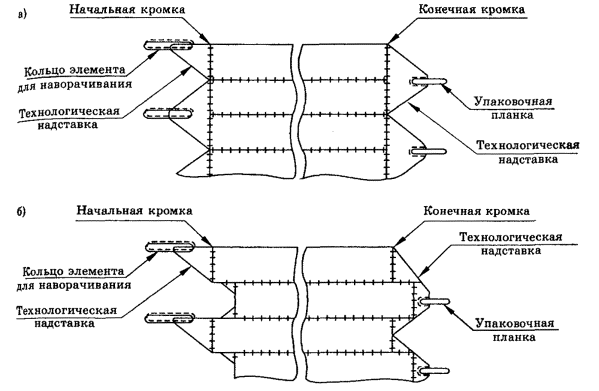 а)
Начальная кромка
Конечная кромка
Кольцо элемента
для наворачивания
Технологическая
надставка
Упаковочная
планка
Технологическая
надставка
б)
Начальная кромка
Конечная кромка
Технологическая
надставка
Кольцо элемента
для наворачивания
Технологическая
надставка
Упаковочная
планка